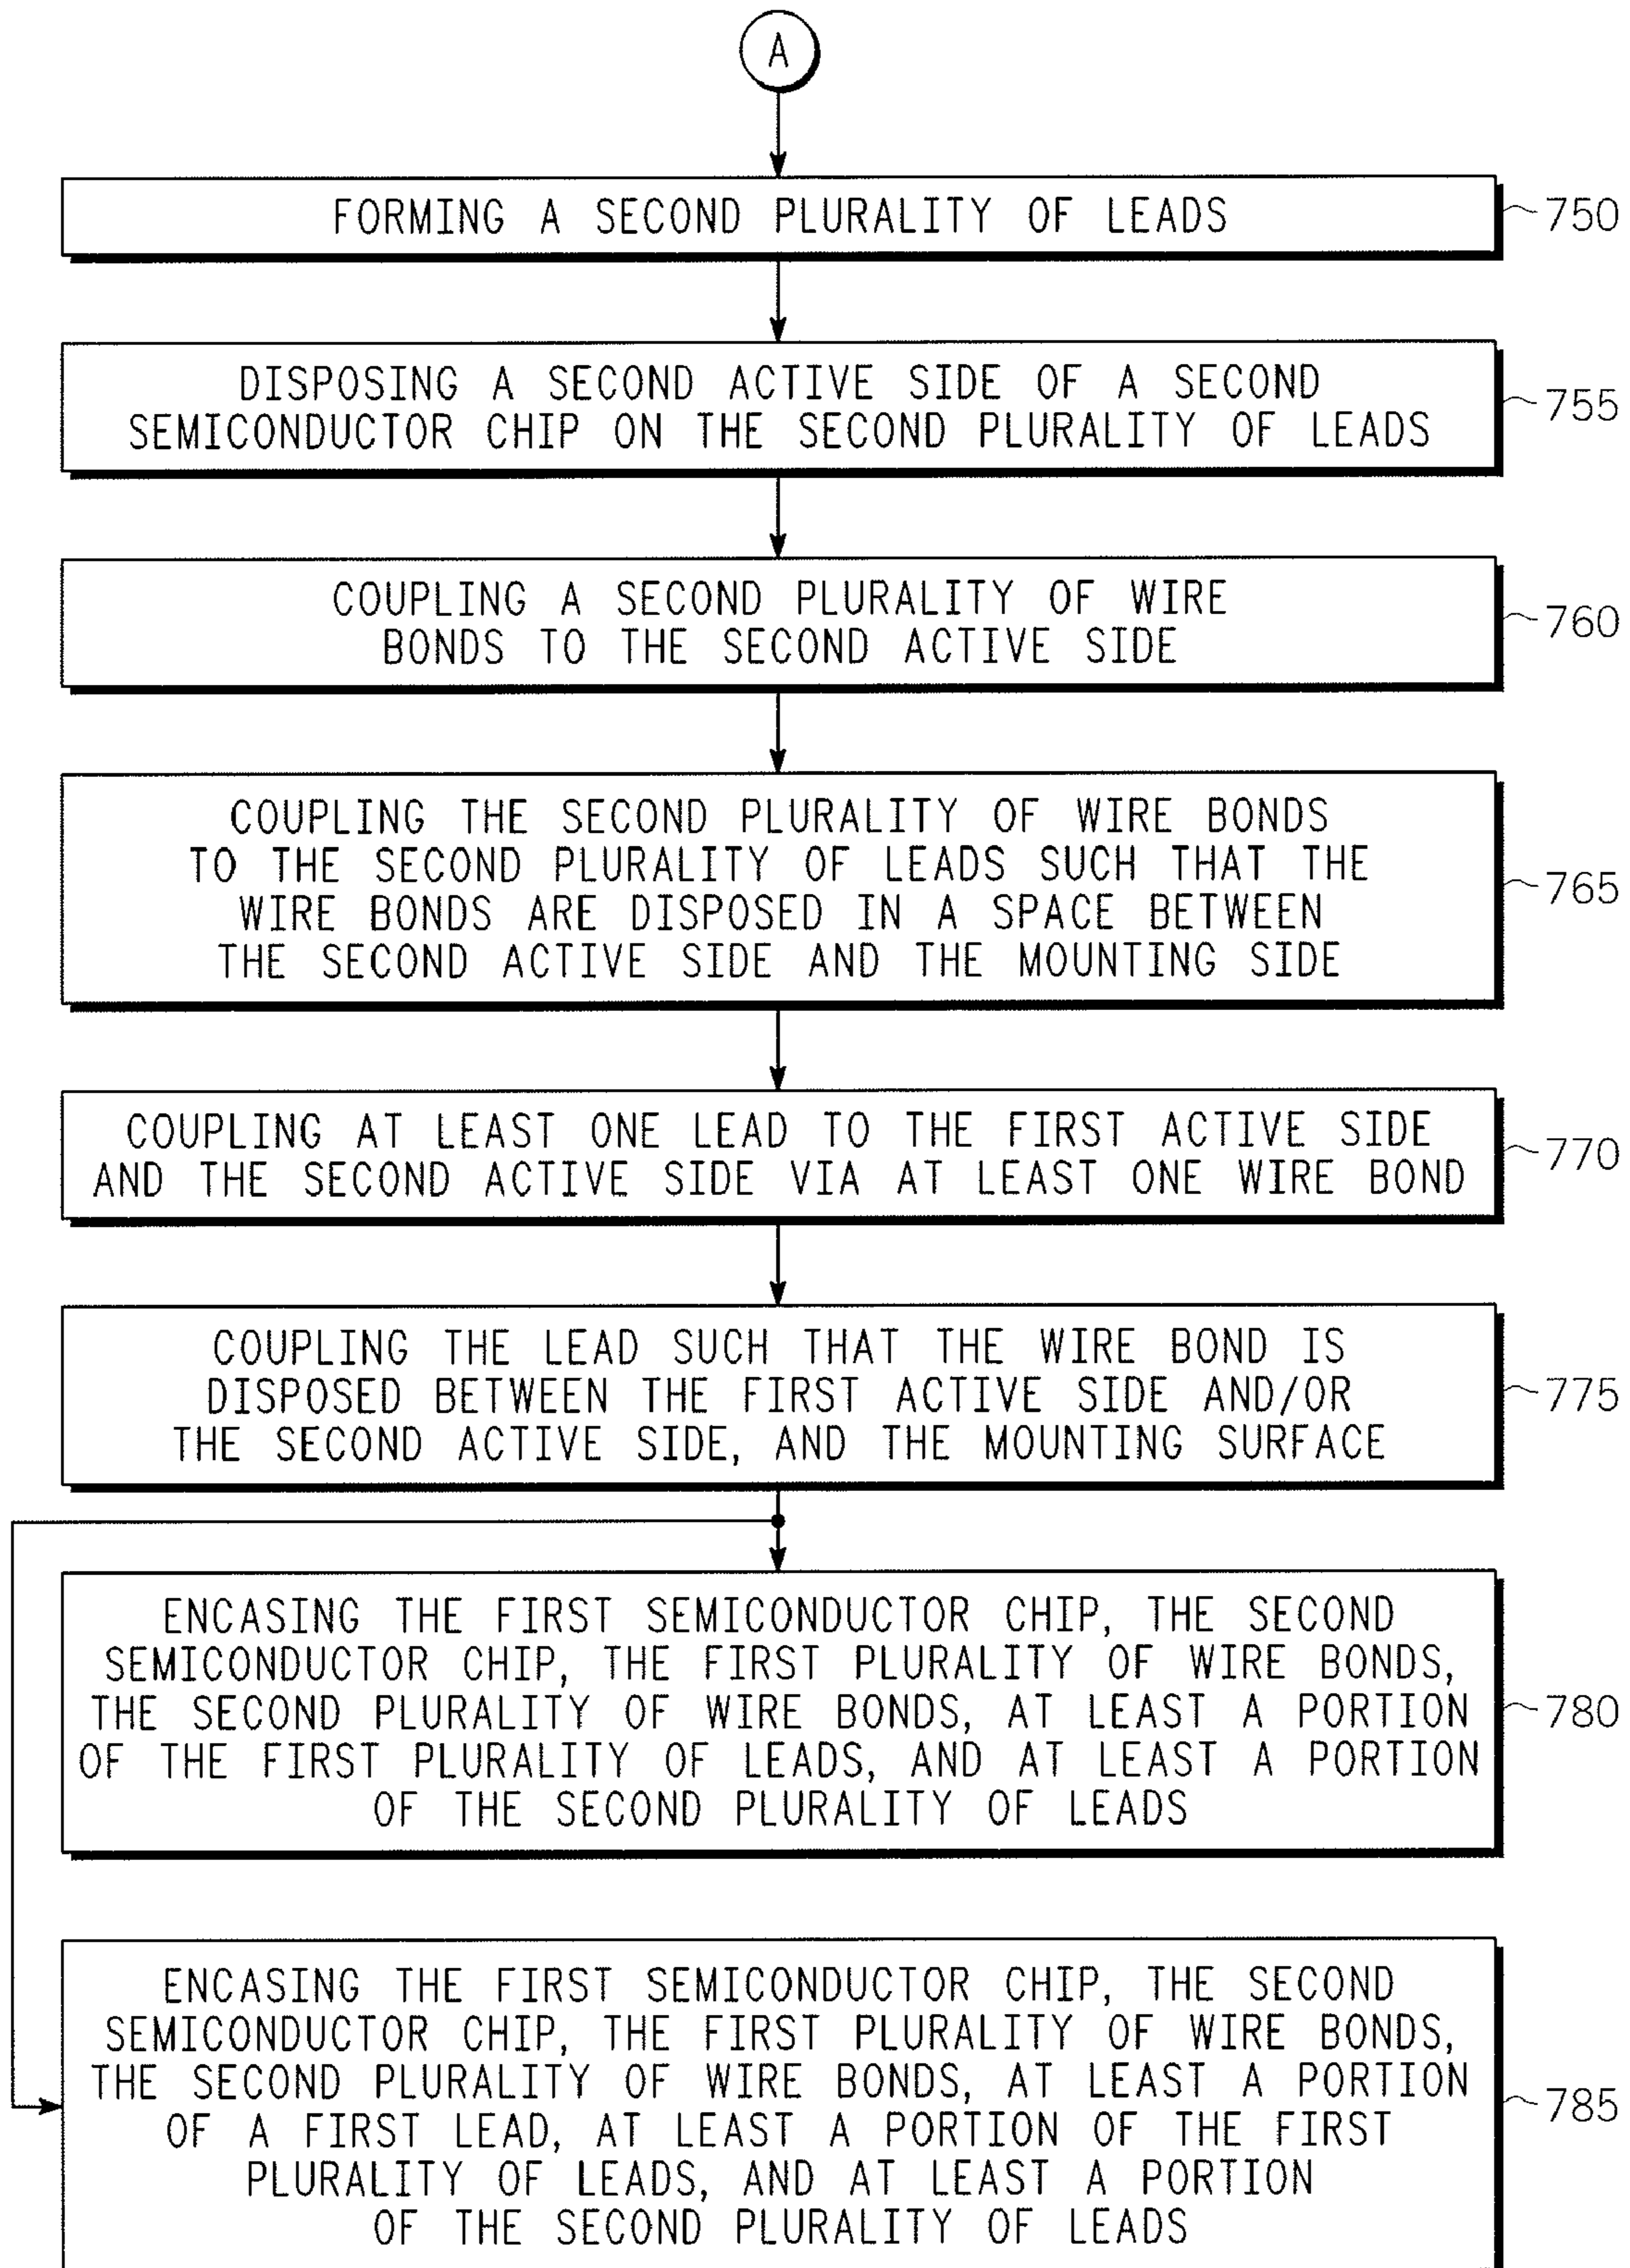 A
FORMING A SECOND PLURALITY OF LEADS
750
DISPOSING A SECOND ACTIVE SIDE OF A SECOND
SEMICONDUCTOR CHIP ON THE SECOND PLURALITY OF LEADS
755
COUPLING A SECOND PLURALITY OF WIRE
BONDS TO THE SECOND ACTIVE SIDE
760
COUPLING THE SECOND PLURALITY OF WIRE BONDS
TO THE SECOND PLURALITY OF LEADS SUCH THAT THE
WIRE BONDS ARE DISPOSED IN A SPACE BETWEEN
THE SECOND ACTIVE SIDE AND THE MOUNTING SIDE
765
COUPLING AT LEAST ONE LEAD TO THE FIRST ACTIVE SIDE
AND THE SECOND ACTIVE SIDE VIA AT LEAST ONE WIRE BOND
770
COUPLING THE LEAD SUCH THAT THE WIRE BOND IS
DISPOSED BETWEEN THE FIRST ACTIVE SIDE AND/OR
THE SECOND ACTIVE SIDE, AND THE MOUNTING SURFACE
775
ENCASING THE FIRST SEMICONDUCTOR CHIP, THE SECOND
SEMICONDUCTOR CHIP, THE FIRST PLURALITY OF WIRE BONDS,
THE SECOND PLURALITY OF WIRE BONDS, AT LEAST A PORTION
OF THE FIRST PLURALITY OF LEADS, AND AT LEAST A PORTION
OF THE SECOND PLURALITY OF LEADS
780
ENCASING THE FIRST SEMICONDUCTOR CHIP, THE SECOND
SEMICONDUCTOR CHIP, THE FIRST PLURALITY OF WIRE BONDS,
THE SECOND PLURALITY OF WIRE BONDS, AT LEAST A PORTION
OF A FIRST LEAD, AT LEAST A PORTION OF THE FIRST
PLURALITY OF LEADS, AND AT LEAST A PORTION
OF THE SECOND PLURALITY OF LEADS
785